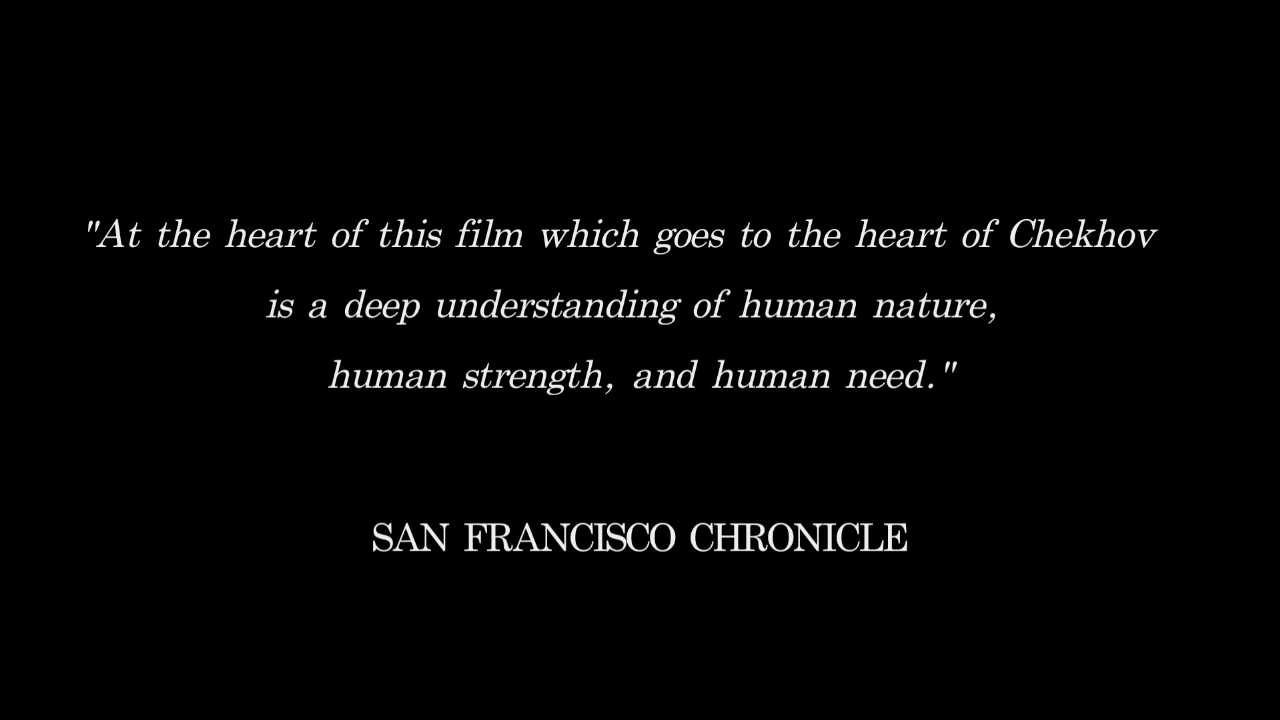 "At the heart of this film which goes to the heart of Chekhov
is a deep understanding of human nature,
human strength, and human need."
SAN FRANCISCO CHRONICLE